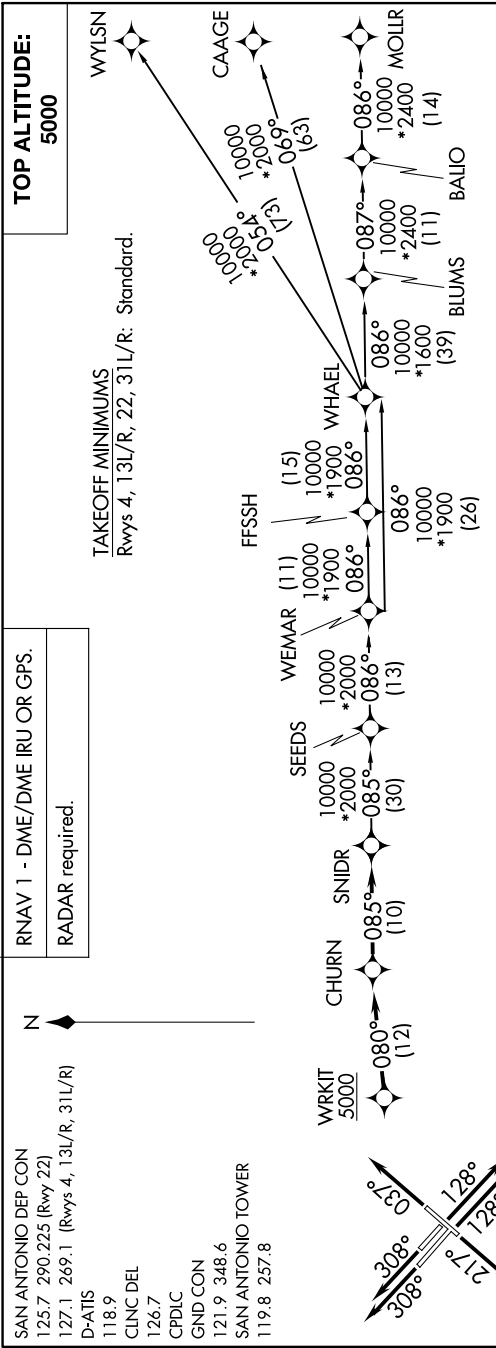 SAN ANTONIO DEP CON
125.7 290.225 (Rwy 22)
127.1 269.1 (Rwys 4, 13L/R, 31L/R)
D-ATIS
118.9
CLNC DEL
126.7
CPDLC
GND CON
121.9 348.6
SAN ANTONIO TOWER
119.8 257.8
N
RNAV 1 - DME/DME IRU OR GPS.
RADAR required.
TOP ALTITUDE:
5000
TAKEOFF MINIMUMS
Rwys 4, 13L/R, 22, 31L/R: Standard.
WYLSN
10000
*2000
054°
(73)
CAAGE
10000
*2000
069°
(63)
WRKIT
5000
080°
(12)
CHURN
085°
(10)
SNIDR
10000
*2000
085°
(30)
SEEDS
10000
*2000
086°
(13)
WEMAR
(11)
10000
*1900
086°
FFSSH
(15)
10000
*1900
086°
086°
10000
*1900
(26)
WHAEL
086°
10000
*1600
(39)
BLUMS
087°
10000
*2400
(11)
BALIO
086°
10000
*2400
(14)
MOLLR
308°
308°
037°
217°
128°
128°